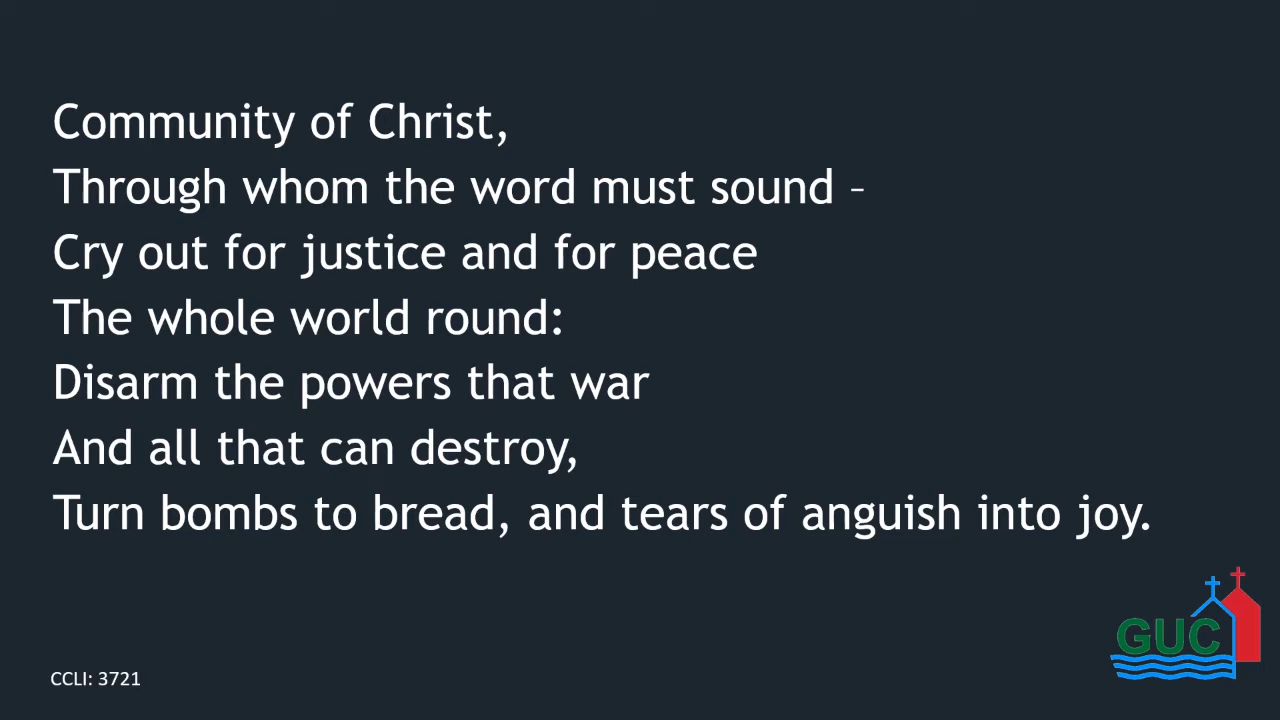 Community of Christ,
Through whom the word must sound –
Cry out for justice and for peace
The whole world round:
Disarm the powers that war
And all that can destroy,
Turn bombs to bread, and tears of anguish into joy.
GUC
CCLI: 3721